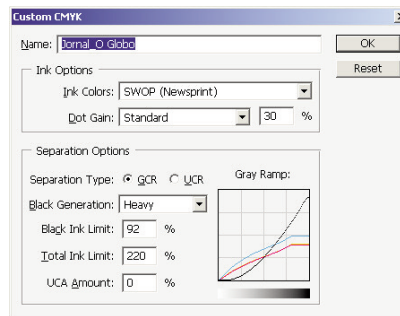 Custom CMYK
Name: Jornal_O Globo
OK
Reset
Ink Options
Ink Colors: SWOP (Newsprint)
Dot Gain: Standard 30 %
Separation Options
Separation Type: GCR UCR
Gray Ramp:
Black Generation: Heavy
Black Ink Limit: 92 %
Total Ink Limit: 220 %
UCA Amount: 0 %